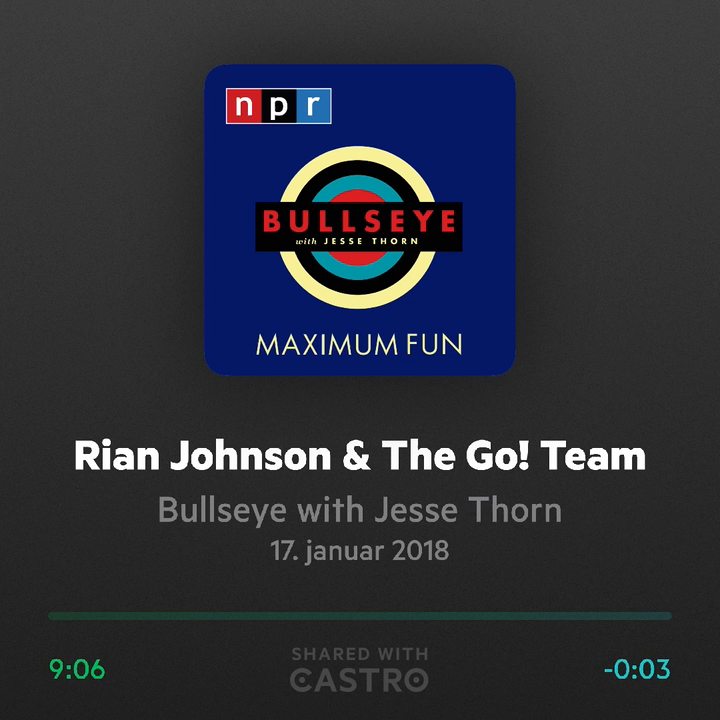 npr
BULLSEYE
with JESSE THORN
MAXIMUM FUN
Rian Johnson & The Go! Team
Bullseye with Jesse Thorn
17. januar 2018
9:06
SHARED WITH
CASTRO
-0:03